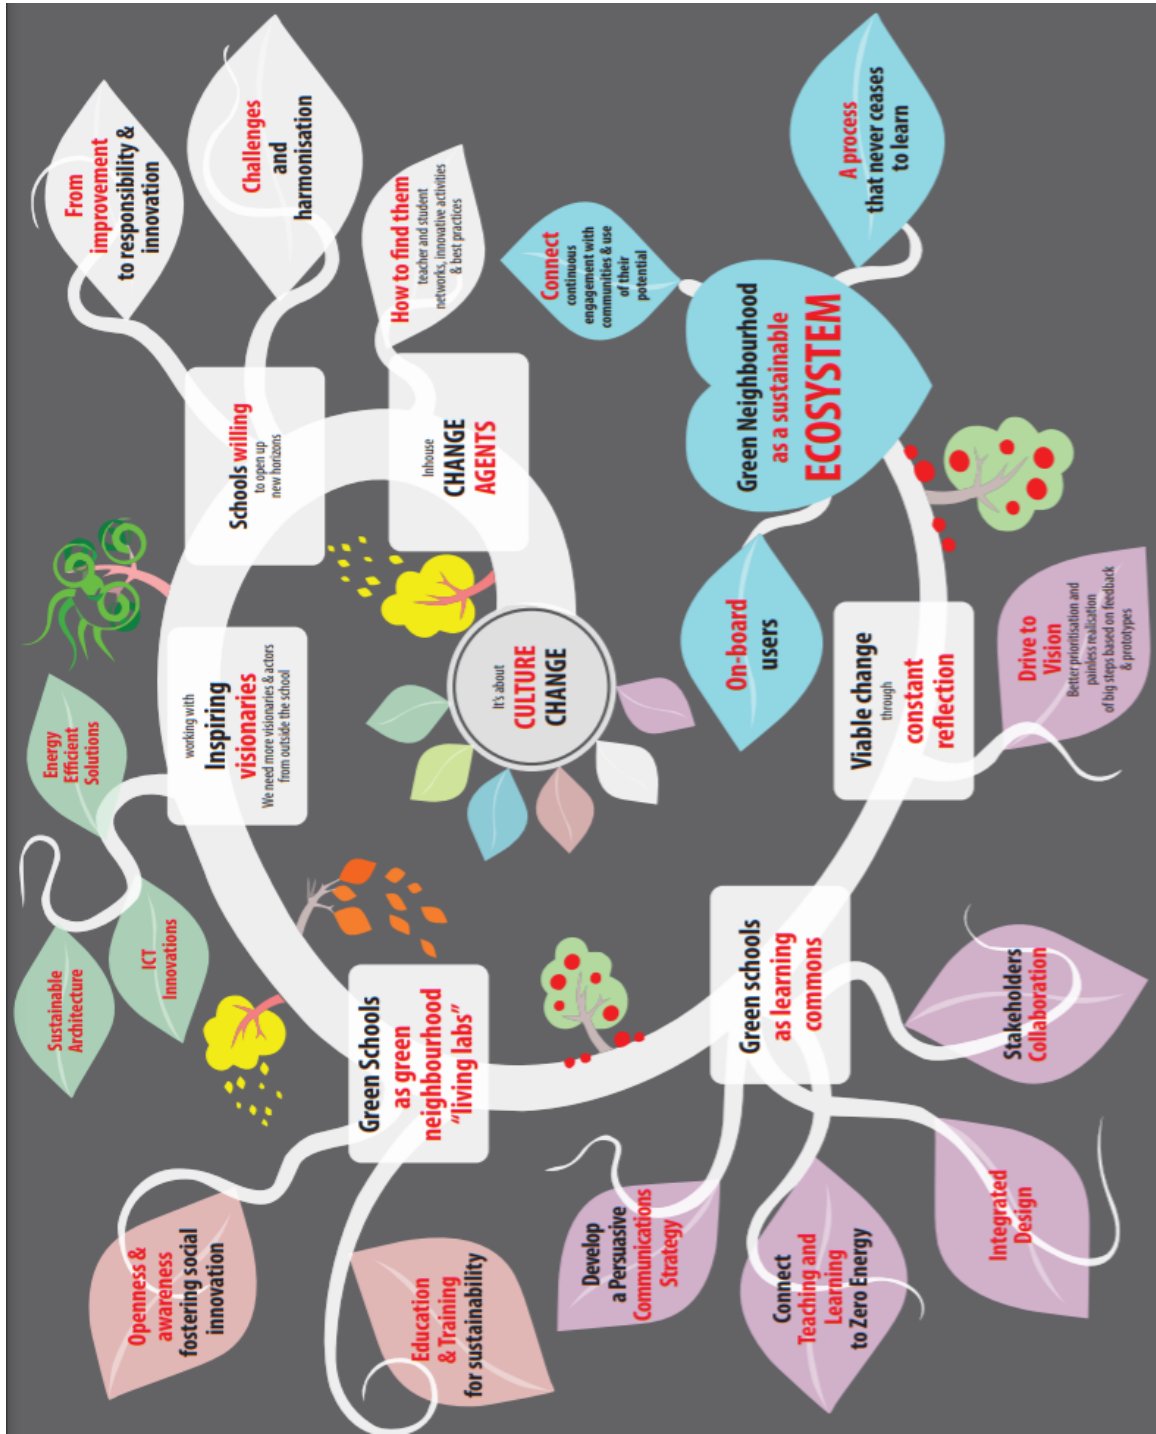 It's about
CULTURE
CHANGE
Inhouse
CHANGE
AGENTS
How to find them
teacher and student
networks, innovative activities
& best practices
Schools willing
to open up
new horizons
Challenges
and
harmonisation
From
improvement
to responsibility &
innovation
working with
Inspiring
visionaries
We need more visionaries & actors
from outside the school
Energy
Efficient
Solutions
ICT
Innovations
Sustainable
Architecture
Green Schools
as green
neighbourhood
“living labs”
Openness &
awareness
fostering social
innovation
Education
& Training
for sustainability
Green schools
as learning
commons
Develop
a Persuasive
Communications
Strategy
Connect
Teaching and
Learning
to Zero Energy
Integrated
Design
Stakeholders
Collaboration
Viable change
through
constant
reflection
Drive to
Vision
Better prioritisation and
painless realisation
of big steps based on feedback
& prototypes
Green Neighbourhood
as a sustainable
ECOSYSTEM
On-board
users
Connect
continuous
engagement with
communities & use
of their
potential
A process
that never ceases
to learn